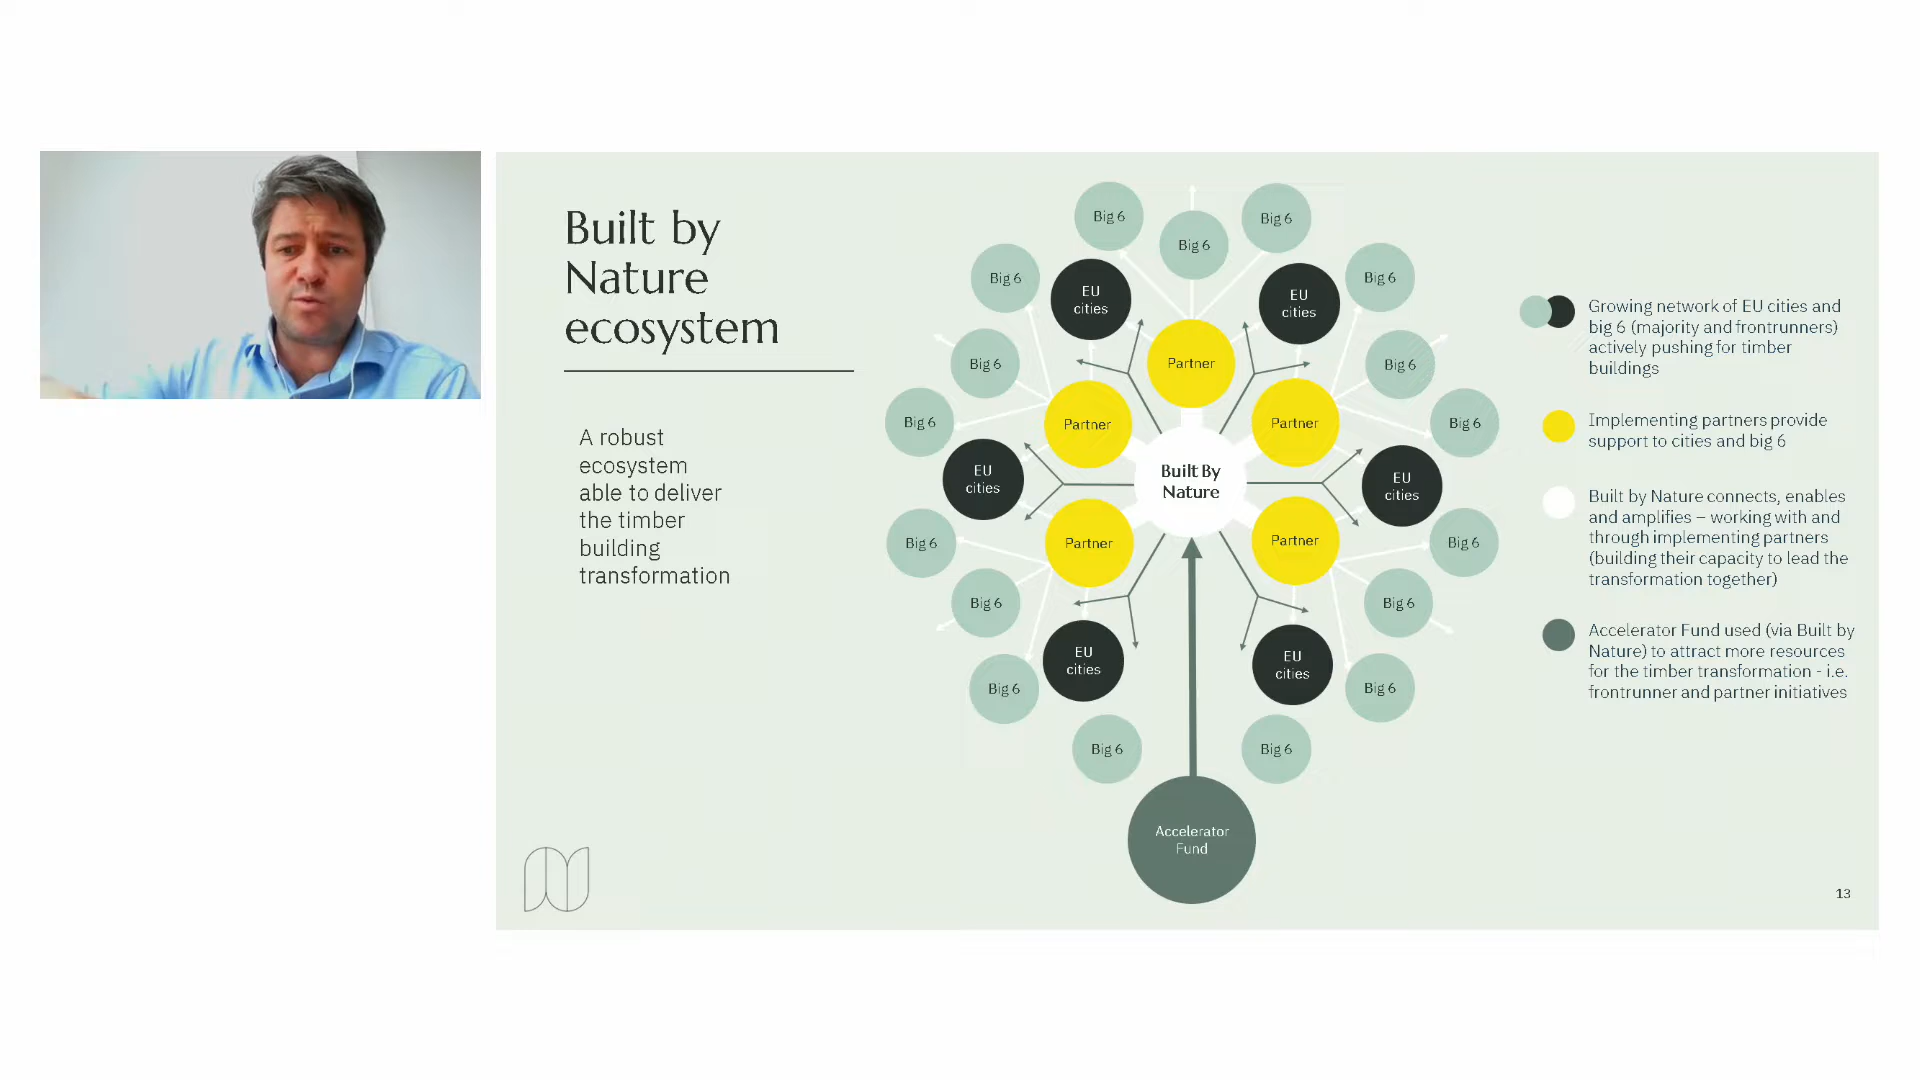 Built by
Nature
ecosystem
A robust
ecosystem
able to deliver
the timber
building
transformation
Big 6
Big 6
Big 6
Big 6
Big 6
EU
cities
EU
cities
Partner
Big 6
Big 6
Big 6
Partner
Partner
Big 6
EU
cities
Built By
Nature
EU
cities
Big 6
Partner
Partner
Big 6
Big 6
Big 6
EU
cities
EU
cities
Big 6
Big 6
Big 6
Big 6
Accelerator
Fund
Growing network of EU cities and
big 6 (majority and frontrunners)
actively pushing for timber
buildings
Implementing partners provide
support to cities and big 6
Built by Nature connects, enables
and amplifies – working with and
through implementing partners
(building their capacity to lead the
transformation together)
Accelerator Fund used (via Built by
Nature) to attract more resources
for the timber transformation - i.e.
frontrunner and partner initiatives
13